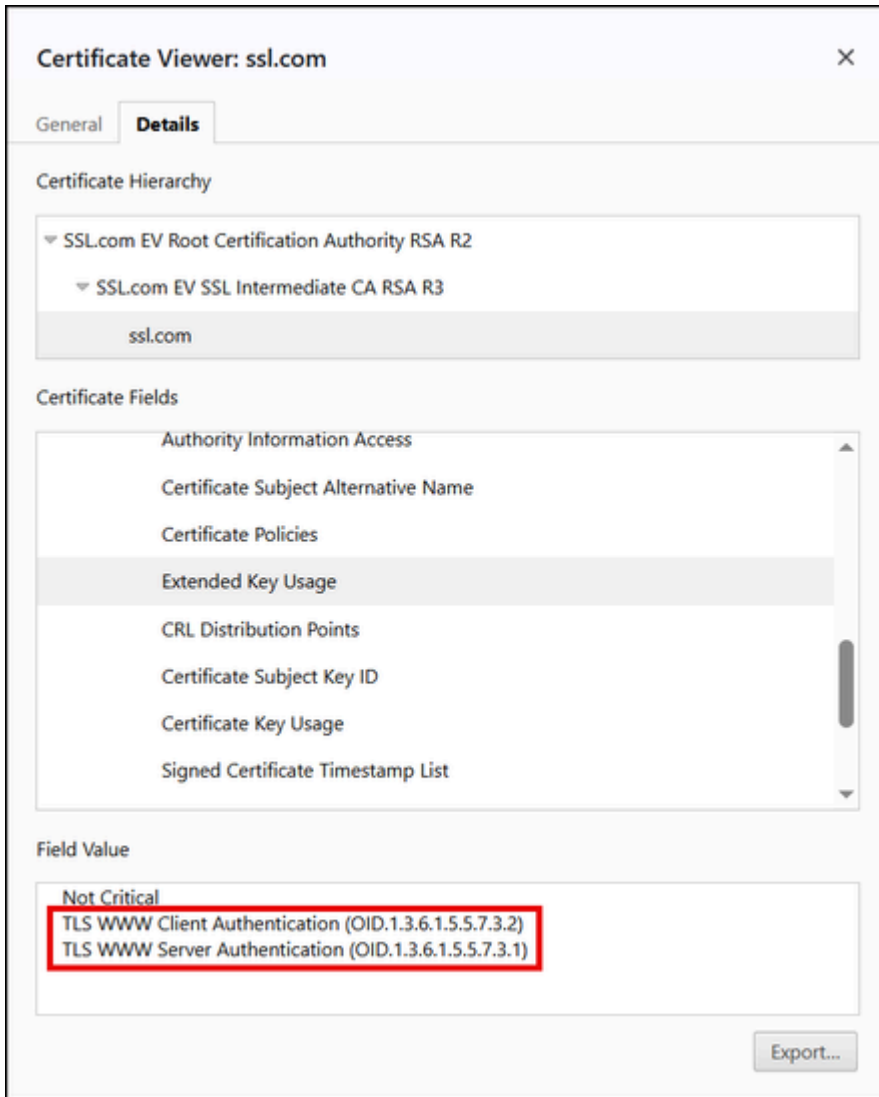 Certificate Viewer: ssl.com
General Details
Certificate Hierarchy
SSL.com EV Root Certification Authority RSA R2
SSL.com EV SSL Intermediate CA RSA R3
ssl.com
Certificate Fields
Authority Information Access
Certificate Subject Alternative Name
Certificate Policies
Extended Key Usage
CRL Distribution Points
Certificate Subject Key ID
Certificate Key Usage
Signed Certificate Timestamp List
Field Value
Not Critical
TLS WWW Client Authentication (OID.1.3.6.1.5.5.7.3.2)
TLS WWW Server Authentication (OID.1.3.6.1.5.5.7.3.1)
Export...